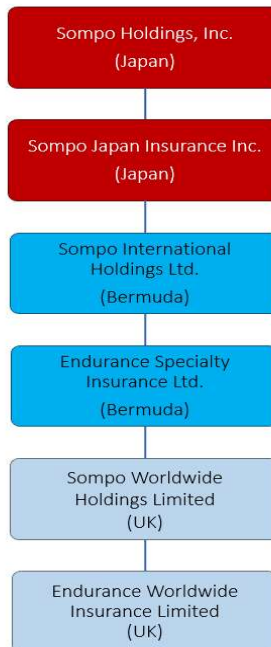 Sompo Holdings, Inc.
(Japan)
Sompo Japan Insurance Inc.
(Japan)
Sompo International
Holdings Ltd.
(Bermuda)
Endurance Specialty
Insurance Ltd.
(Bermuda)
Sompo Worldwide
Holdings Limited
(UK)
Endurance Worldwide
Insurance Limited
(UK)